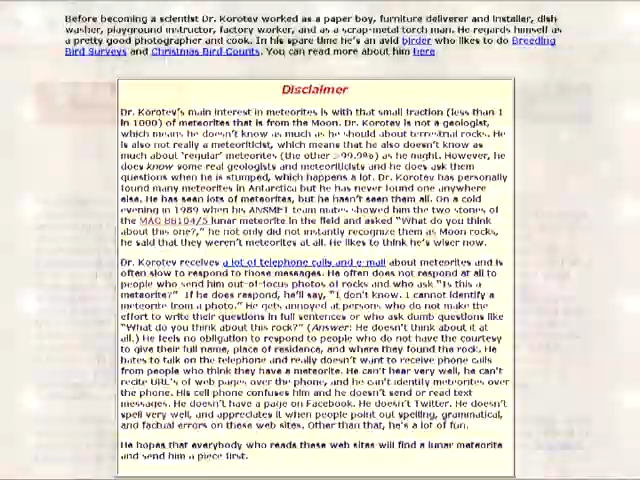 Before becoming a scientist Dr. Korotev worked as a paper boy, furniture deliverer and installer, dish
washer, playground instructor, factory worker, and as a scrap-metal torch man. He regards himself as
a pretty good photographer and cook. In his spare time he's an avid birder who likes to do Breeding
Bird Surveys and Christmas Bird Counts. You can read more about him here
Disclaimer
Dr. Korotev's main interest in meteorites is with that small fraction (less than 1
in 1000) of meteorites that is from the Moon. Dr. Korotev is not a geologist,
which means he doesn't know as much as he should about terrestrial rocks. He
is also not really a meteoriticist, which means that he also doesn't know as
much about 'regular' meteorites (the other >99.9%) as he might. However, he
does know some real geologists and meteoriticists and he does ask them
questions when he is stumped, which happens a lot. Dr. Korotev has personally
found many meteorites in Antarctica but he has never found one anywhere
else. He has seen lots of meteorites, but he hasn't seen them all. On a cold
evening in 1989 when his ANSMET team mates showed him the two stones of
the MAC 88104/5 lunar meteorite in the field and asked "What do you think
about this one?," he not only did not instantly recognize them as Moon rocks,
he said that they weren't meteorites at all. He likes to think he's wiser now.
Dr. Korotev receives a lot of telephone calls and e-mail about meteorites and is
often slow to respond to those messages. He often does not respond at all to
people who send him out-of-focus photos of rocks and who ask "Is this a
meteorite?" If he does respond, he'll say, "I don't know. I cannot identify a
meteorite from a photo." He gets annoyed at persons who do not make the
effort to write their questions in full sentences or who ask dumb questions like
"What do you think about this rock?" (Answer: He doesn't think about it at
all.) He feels no obligation to respond to people who do not have the courtesy
to give their full name, place of residence, and where they found the rock. He
hates to talk on the telephone and really doesn't want to receive phone calls
from people who think they have a meteorite. He can't hear very well, he can't
recite URL's of web pages over the phone, and he can't identify meteorites over
the phone. His cell phone confuses him and he doesn't send or read text
messages. He doesn't have a page on Facebook. He doesn't Twitter. He doesn't
spell very well, and appreciates it when people point out spelling, grammatical,
and factual errors on these web sites. Other than that, he's a lot of fun.
He hopes that everybody who reads these web sites will find a lunar meteorite
and send him a piece first.